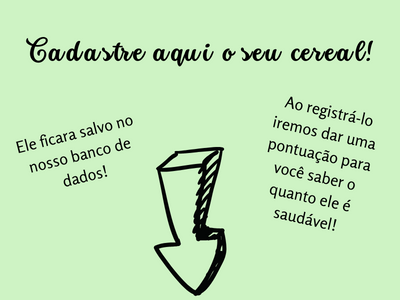 Cadastre aqui o seu cereal!
Ele ficara salvo no
nosso banco de
dados!
Ao registrá-lo
iremos dar uma
pontuação para
você saber o
quanto ele é
saudável!